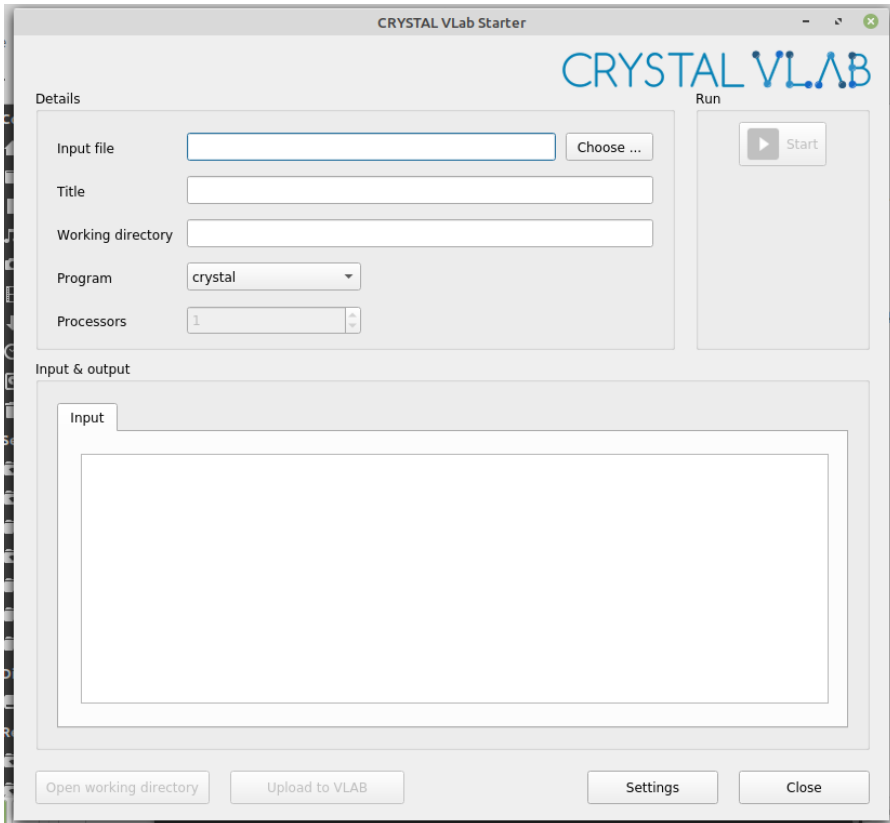 CRYSTAL VLab Starter
CRYSTAL VLAB
Details
Run
Input file
Choose ...
Start
Title
Working directory
Program
crystal
Processors
1
Input & output
Input
Open working directory
Upload to VLAB
Settings
Close